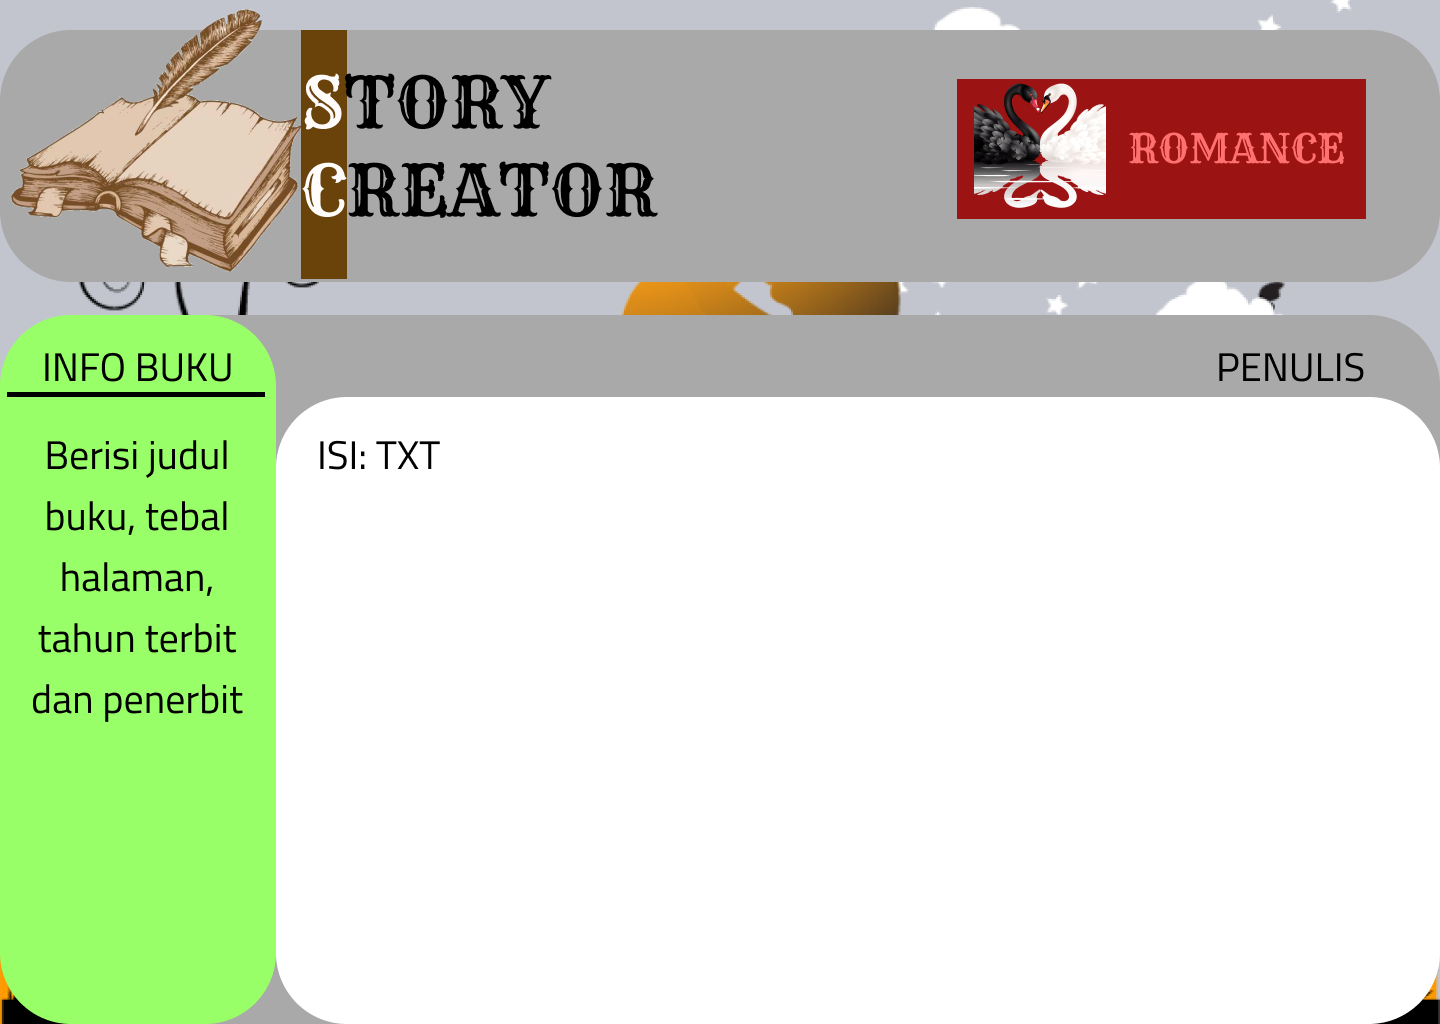 STORY
CREATOR
ROMANCE
INFO BUKU
Berisi judul
buku, tebal
halaman,
tahun terbit
dan penerbit
PENULIS
ISI: TXT